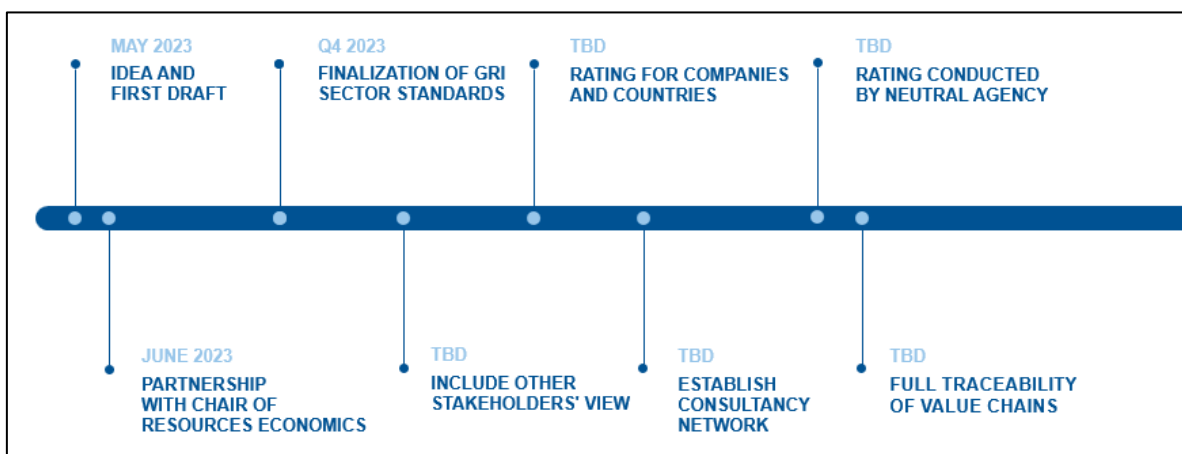 MAY 2023
IDEA AND
FIRST DRAFT
Q4 2023
FINALIZATION OF GRI
SECTOR STANDARDS
TBD
RATING FOR COMPANIES
AND COUNTRIES
TBD
RATING CONDUCTED
BY NEUTRAL AGENCY
JUNE 2023
PARTNERSHIP
WITH CHAIR OF
RESOURCES ECONOMICS
TBD
INCLUDE OTHER
STAKEHOLDERS' VIEW
TBD
ESTABLISH
CONSULTANCY
NETWORK
TBD
FULL TRACEABILITY
OF VALUE CHAINS